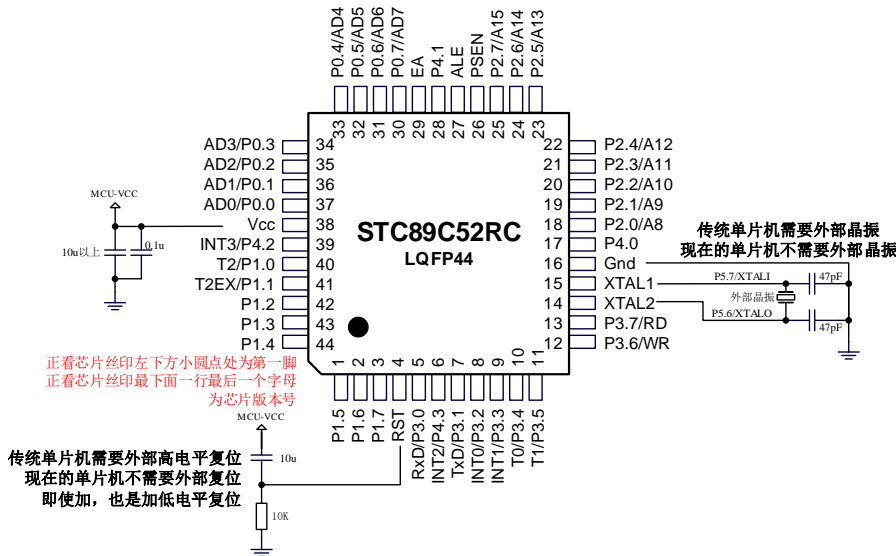 P0.4/AD4
P0.5/AD5
P0.6/AD6
P0.7/AD7
EA
P4.1
ALE
PSEN
P2.7/A15
P2.6/A14
P2.5/A13
33
32
31
30
29
28
27
26
25
24
23
AD3/P0.3
34
AD2/P0.2
35
AD1/P0.1
36
AD0/P0.0
37
Vcc
38
INT3/P4.2
39
T2/P1.0
40
T2EX/P1.1
41
P1.2
42
P1.3
43
P1.4
44
STC89C52RC
LQFP44
22
P2.4/A12
21
P2.3/A11
20
P2.2/A10
19
P2.1/A9
18
P2.0/A8
17
P4.0
16
Gnd
15
XTAL1
14
XTAL2
13
P3.7/RD
12
P3.6/WR
MCU-VCC
10u以上
0.1u
传统单片机需要外部晶振
现在的单片机不需要外部晶振
P5.7/XTALI
47pF
外部晶振
P5.6/XTALO
47pF
正看芯片丝印左下方小圆点处为第一脚
正看芯片丝印最下面一行最后一个字母
为芯片版本号
1
2
3
4
5
6
7
8
9
10
11
P1.5
P1.6
P1.7
RST
RxD/P3.0
INT2/P4.3
TxD/P3.1
INT0/P3.2
INT1/P3.3
T0/P3.4
T1/P3.5
MCU-VCC
10u
传统单片机需要外部高电平复位
现在的单片机不需要外部复位
即使加，也是加低电平复位
10K